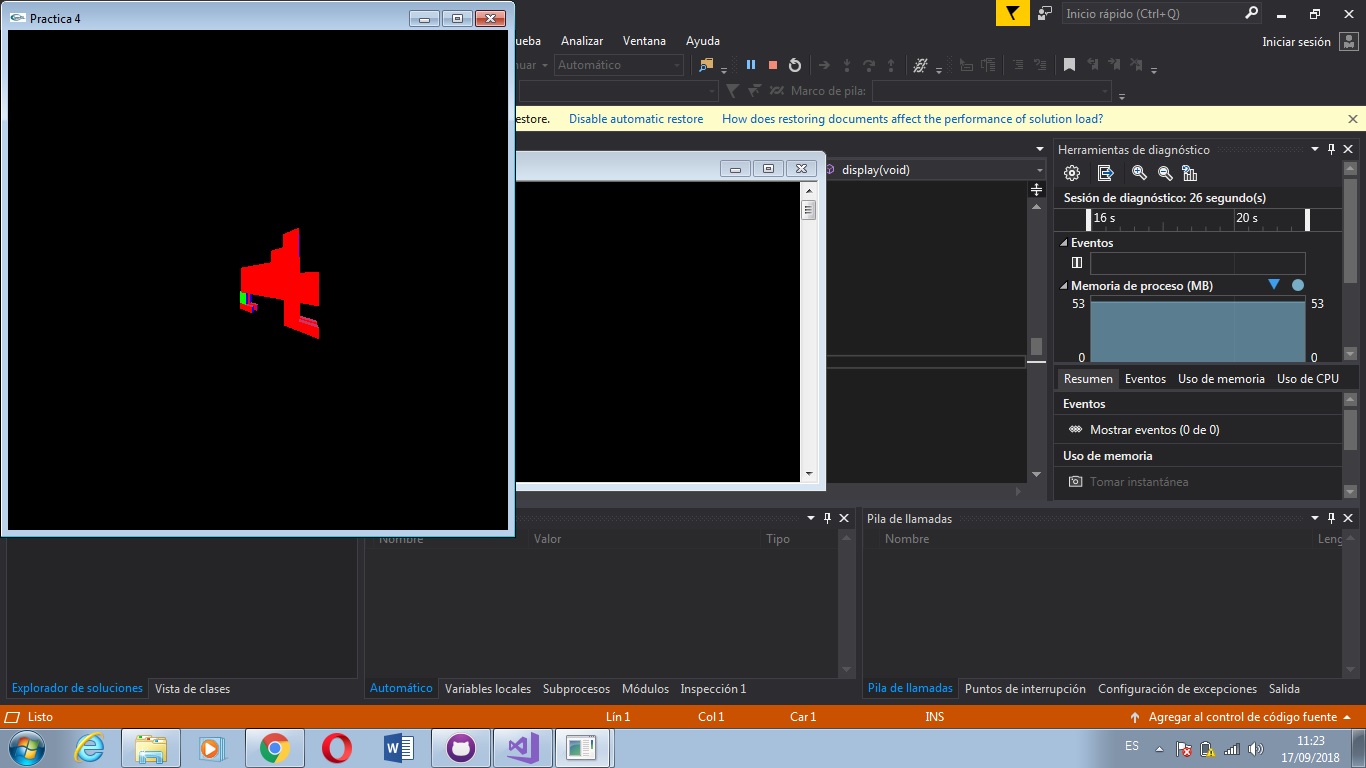 Practica 4
Inicio rápido (Ctrl+Q)
ueba Analizar Ventana Ayuda
Iniciar sesión
nuar Automático
Marco de pila:
estore. Disable automatic restore How does restoring documents affect the performance of solution load?
Herramientas de diagnóstico
display(void)
Sesión de diagnóstico: 26 segundo(s)
16 s 20 s
Eventos
Memoria de proceso (MB)
53 53
0 0
Resumen Eventos Uso de memoria Uso de CPU
Eventos
Mostrar eventos (0 de 0)
Uso de memoria
Tomar instantánea
Pila de llamadas
Nombre Valor Tipo
Nombre Leng
Explorador de soluciones Vista de clases
Automático Variables locales Subprocesos Módulos Inspección 1
Pila de llamadas Puntos de interrupción Configuración de excepciones Salida
Listo Lín 1 Col 1 Car 1 INS Agregar al control de código fuente
ES
11:23
17/09/2018